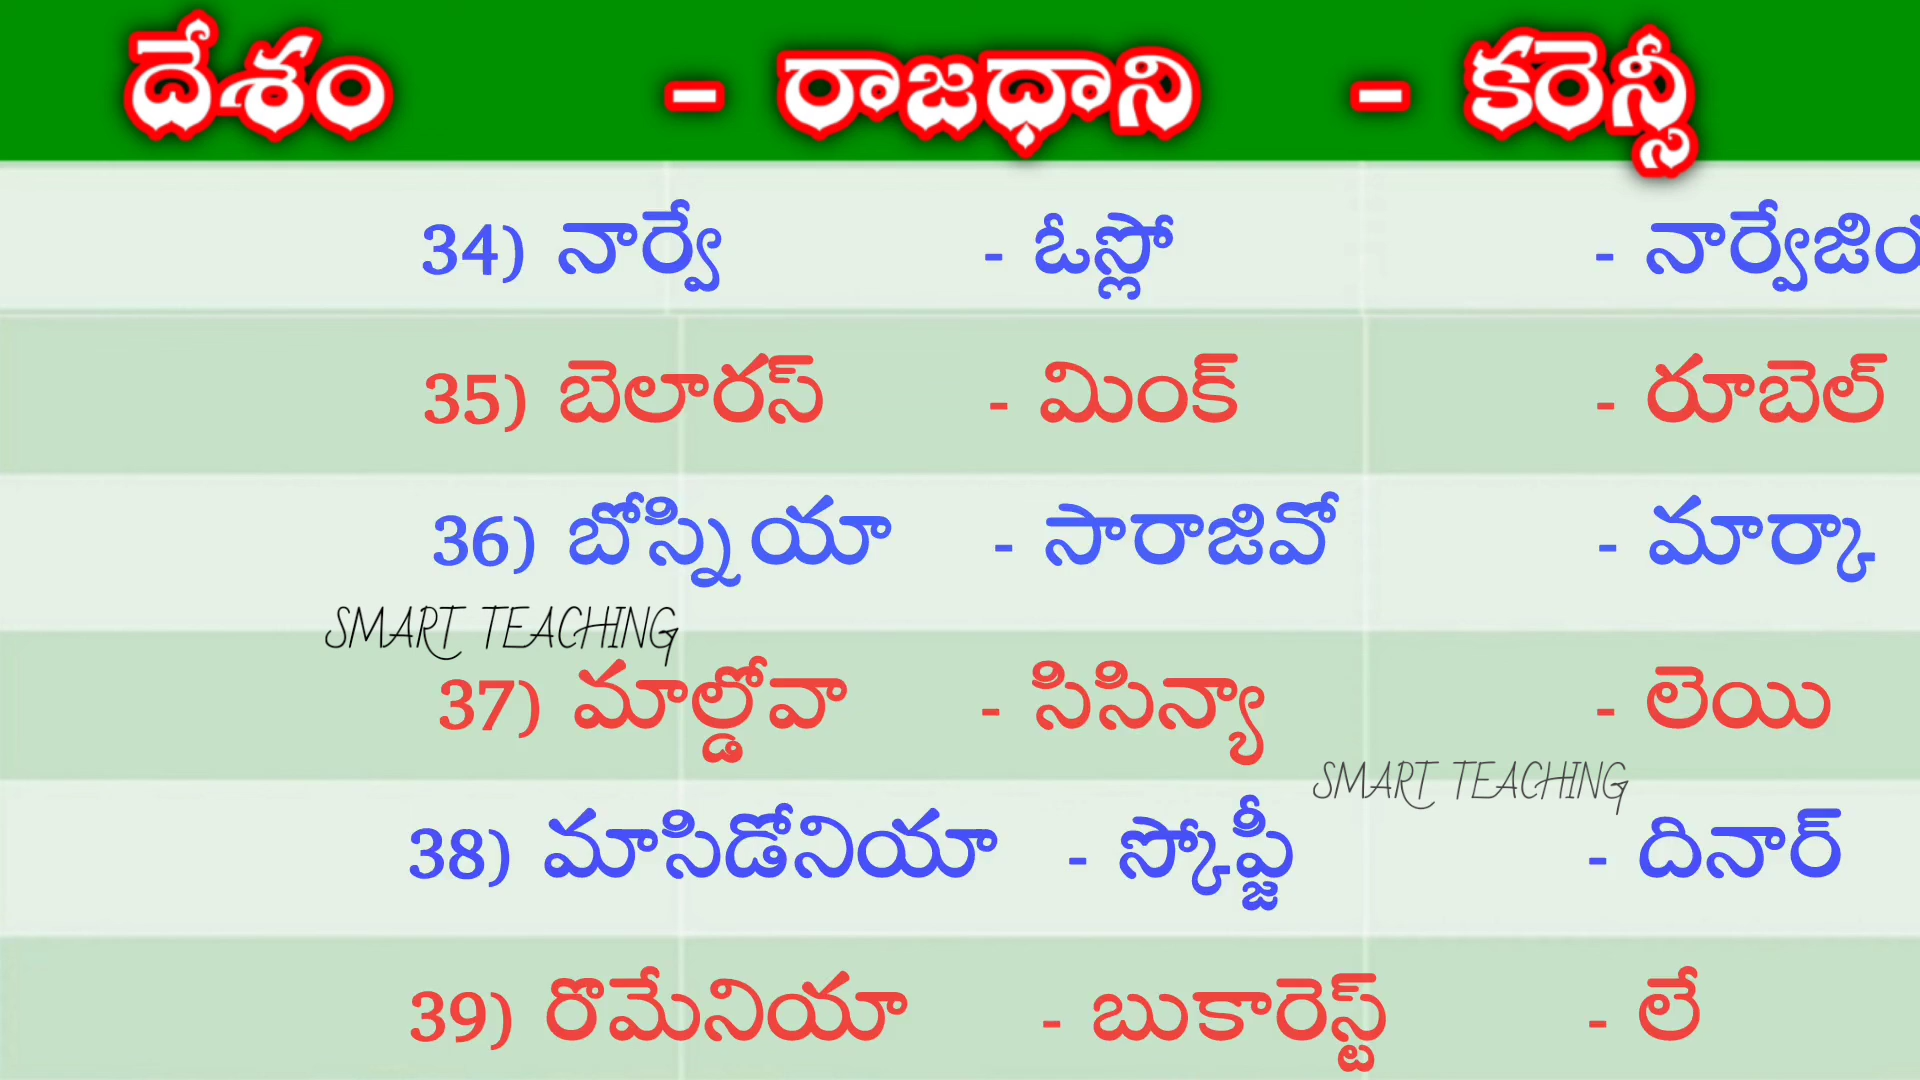 దేశం - రాజధాని - కరెన్సీ
34) నార్వే - ఓస్లో - నార్వేజియ
35) బెలారస్ - మింక్ - రూబెల్
36) బోస్నియా - సారాజివో - మార్కా
SMART TEACHING
37) మాల్డోవా - సిసిన్యా - లెయి
SMART TEACHING
38) మాసిడోనియా - స్కోప్జీ - దినార్
39) రొమేనియా - బుకారెస్ట్ - లే